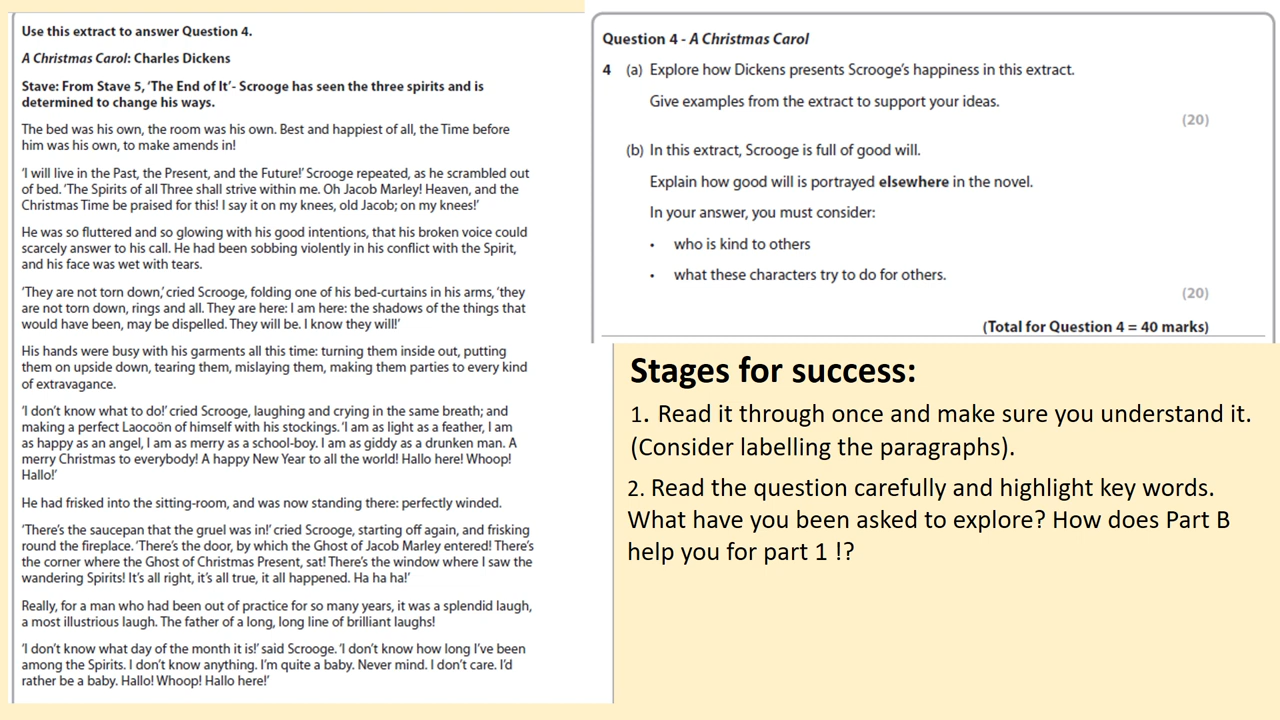 Use this extract to answer Question 4.
A Christmas Carol: Charles Dickens
Stave: From Stave 5, ‘The End of It’- Scrooge has seen the three spirits and is
determined to change his ways.
The bed was his own, the room was his own. Best and happiest of all, the Time before
him was his own, to make amends in!
‘I will live in the Past, the Present, and the Future!’ Scrooge repeated, as he scrambled out
of bed. ‘The Spirits of all Three shall strive within me. Oh Jacob Marley! Heaven, and the
Christmas Time be praised for this! I say it on my knees, old Jacob; on my knees!’
He was so fluttered and so glowing with his good intentions, that his broken voice could
scarcely answer to his call. He had been sobbing violently in his conflict with the Spirit,
and his face was wet with tears.
‘They are not torn down,’ cried Scrooge, folding one of his bed-curtains in his arms, ‘they
are not torn down, rings and all. They are here: I am here: the shadows of the things that
would have been, may be dispelled. They will be. I know they will!’
His hands were busy with his garments all this time: turning them inside out, putting
them on upside down, tearing them, mislaying them, making them parties to every kind
of extravagance.
‘I don’t know what to do!’ cried Scrooge, laughing and crying in the same breath; and
making a perfect Laocoön of himself with his stockings. ‘I am as light as a feather, I am
as happy as an angel, I am as merry as a school-boy. I am as giddy as a drunken man. A
merry Christmas to everybody! A happy New Year to all the world! Hallo here! Whoop!
Hallo!’
He had frisked into the sitting-room, and was now standing there: perfectly winded.
‘There’s the saucepan that the gruel was in!’ cried Scrooge, starting off again, and frisking
round the fireplace. ‘There’s the door, by which the Ghost of Jacob Marley entered! There’s
the corner where the Ghost of Christmas Present, sat! There’s the window where I saw the
wandering Spirits! It’s all right, it’s all true, it all happened. Ha ha ha!’
Really, for a man who had been out of practice for so many years, it was a splendid laugh,
a most illustrious laugh. The father of a long, long line of brilliant laughs!
‘I don’t know what day of the month it is!’ said Scrooge. ‘I don’t know how long I’ve been
among the Spirits. I don’t know anything. I’m quite a baby. Never mind. I don’t care. I’d
rather be a baby. Hallo! Whoop! Hallo here!’
Question 4 - A Christmas Carol
4 (a) Explore how Dickens presents Scrooge’s happiness in this extract.
Give examples from the extract to support your ideas.
(20)
(b) In this extract, Scrooge is full of good will.
Explain how good will is portrayed elsewhere in the novel.
In your answer, you must consider:
• who is kind to others
• what these characters try to do for others.
(20)
(Total for Question 4 = 40 marks)
Stages for success:
1. Read it through once and make sure you understand it.
(Consider labelling the paragraphs).
2. Read the question carefully and highlight key words.
What have you been asked to explore? How does Part B
help you for part 1 !?